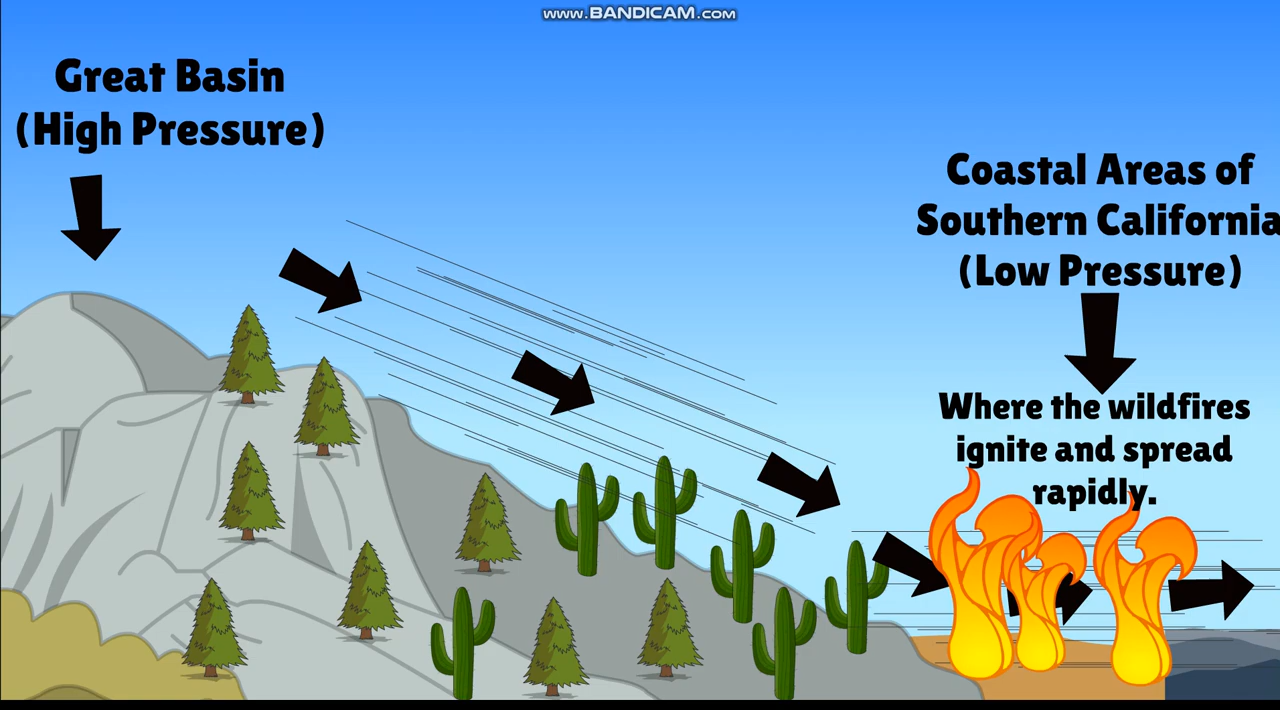 www.BANDICAM.com
Great Basin
(High Pressure)
Coastal Areas of
Southern California
(Low Pressure)
Where the wildfires
ignite and spread
rapidly.